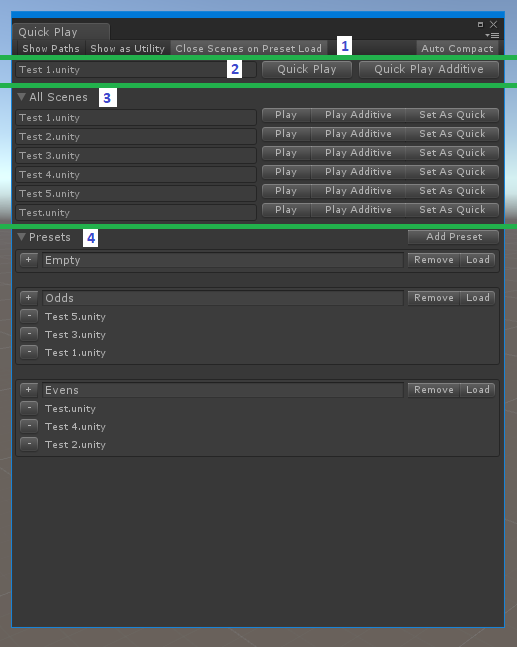 Quick Play
Show Paths Show as Utility Close Scenes on Preset Load 1 Auto Compact
Test 1.unity 2 Quick Play Quick Play Additive
All Scenes 3
Test 1.unity Play Play Additive Set As Quick
Test 2.unity Play Play Additive Set As Quick
Test 3.unity Play Play Additive Set As Quick
Test 4.unity Play Play Additive Set As Quick
Test 5.unity Play Play Additive Set As Quick
Test.unity Play Play Additive Set As Quick
Presets 4 Add Preset
+ Empty Remove Load
+ Odds Remove Load
- Test 5.unity
- Test 3.unity
- Test 1.unity
+ Evens Remove Load
- Test.unity
- Test 4.unity
- Test 2.unity